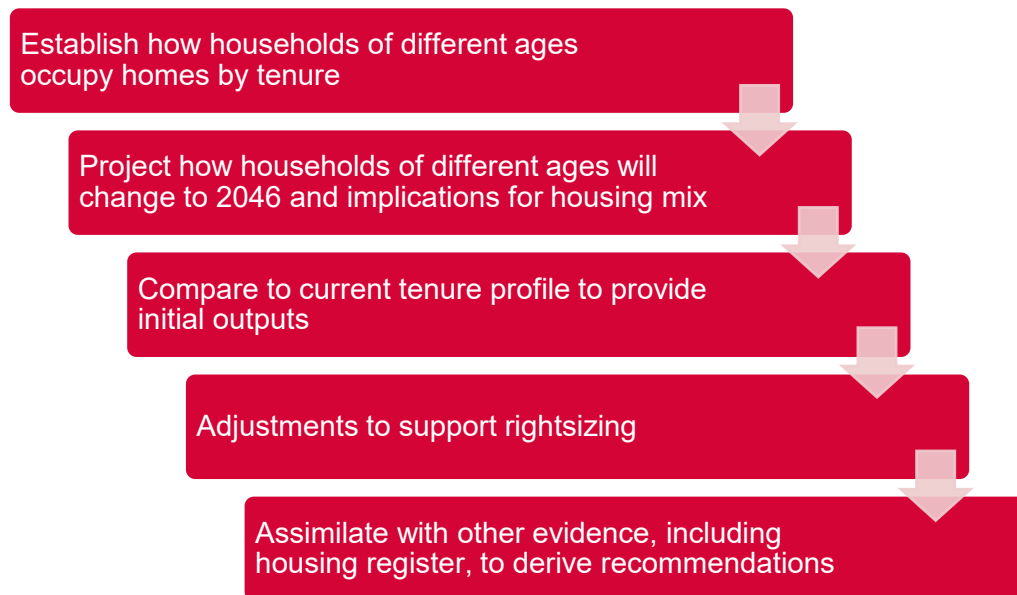 Establish how households of different ages
occupy homes by tenure
Project how households of different ages will
change to 2046 and implications for housing mix
Compare to current tenure profile to provide
initial outputs
Adjustments to support rightsizing
Assimilate with other evidence, including
housing register, to derive recommendations